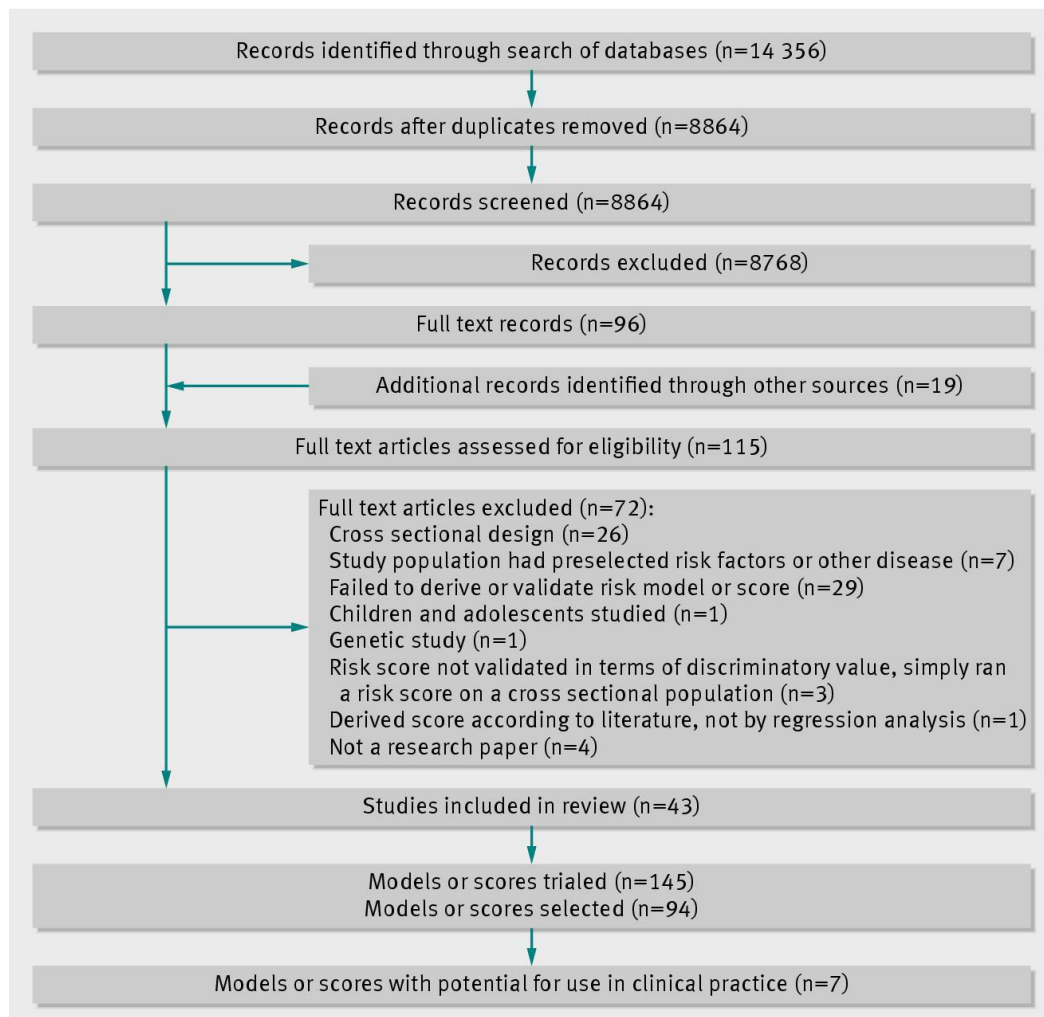 Records identified through search of databases (n=14 356)
Records after duplicates removed (n=8864)
Records screened (n=8864)
Records excluded (n=8768)
Full text records (n=96)
Additional records identified through other sources (n=19)
Full text articles assessed for eligibility (n=115)
Full text articles excluded (n=72):
Cross sectional design (n=26)
Study population had preselected risk factors or other disease (n=7)
Failed to derive or validate risk model or score (n=29)
Children and adolescents studied (n=1)
Genetic study (n=1)
Risk score not validated in terms of discriminatory value, simply ran
a risk score on a cross sectional population (n=3)
Derived score according to literature, not by regression analysis (n=1)
Not a research paper (n=4)
Studies included in review (n=43)
Models or scores trialed (n=145)
Models or scores selected (n=94)
Models or scores with potential for use in clinical practice (n=7)